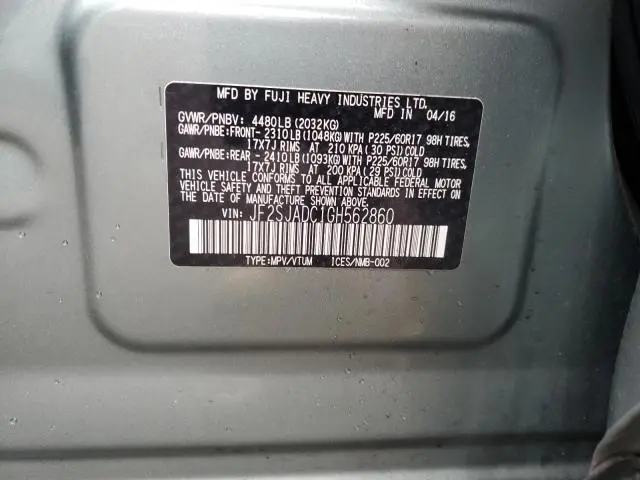 MFD BY FUJI HEAVY INDUSTRIES LTD.
MFD IN 04/16
GVWR/PNBV: 4480LB (2032KG)
GAWR/PNBE:FRONT- 2310LB (1048KG)WITH P225/60R17 98H TIRES,
17X7J RIMS AT 210 KPA (30 PSI)COLD
GAWR/PNBE:REAR - 2410LB (1093KG)WITH P225/60R17 98H TIRES,
17X7J RIMS AT 200 KPA (29 PSI)COLD
THIS VEHICLE CONFORMS TO ALL APPLICABLE FEDERAL MOTOR
VEHICLE SAFETY AND THEFT PREVENTION STANDARDS IN EFFECT ON
THE DATE OF MANUFACTURE SHOWN ABOVE.
VIN: JF2SJADC1GH562860
TYPE:MPV/VTUM ICES/NMB-002